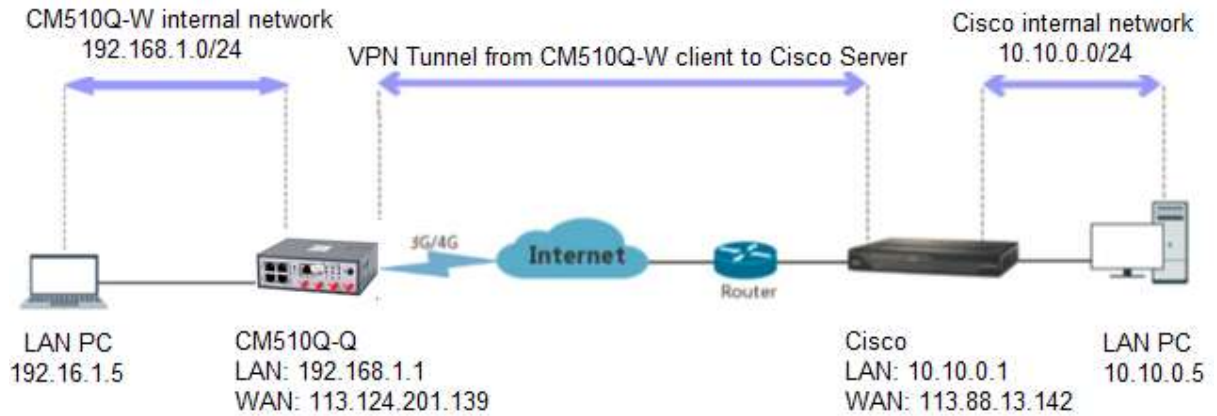 CM510Q-W internal network
192.168.1.0/24
VPN Tunnel from CM510Q-W client to Cisco Server
Cisco internal network
10.10.0.0/24
3G/4G
Internet
Router
LAN PC
192.16.1.5
CM510Q-Q
LAN: 192.168.1.1
WAN: 113.124.201.139
Cisco
LAN: 10.10.0.1
WAN: 113.88.13.142
LAN PC
10.10.0.5